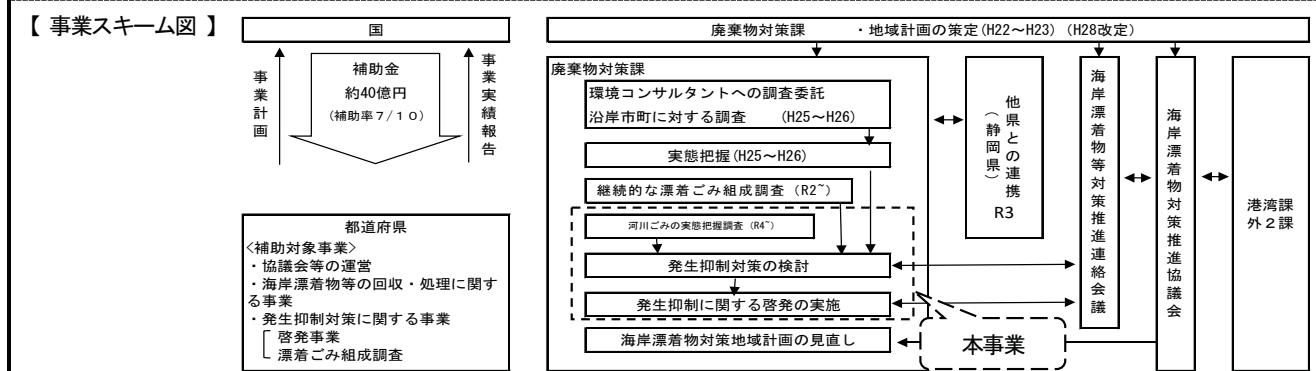 【 事業スキーム図 】
国
事業計画
補助金
約40億円
(補助率7/10)
事業実績報告
都道府県
<補助対象事業>
・協議会等の運営
・海岸漂着物等の回収・処理に関す
る事業
・発生抑制対策に関する事業
啓発事業
漂着ごみ組成調査
廃棄物対策課 ・地域計画の策定(H22~H23) (H28改定)
廃棄物対策課
環境コンサルタントへの調査委託
沿岸市町に対する調査 (H25~H26)
実態把握(H25~H26)
継続的な漂着ごみ組成調査(R2~)
河川ごみの実態把握調査(R4~)
発生抑制対策の検討
発生抑制に関する啓発の実施
海岸漂着物対策地域計画の見直し
本事業
他県との連携
(静岡県)
R3
海岸漂着物等対策推進連絡会議
海岸漂着物対策推進協議会
港湾課
外2課